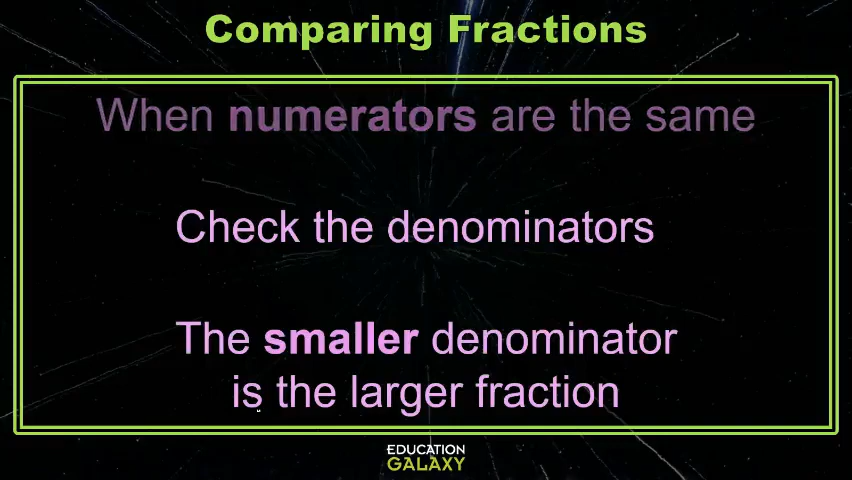 Comparing Fractions
When numerators are the same
Check the denominators
The smaller denominator
is the larger fraction
EDUCATION
GALAXY